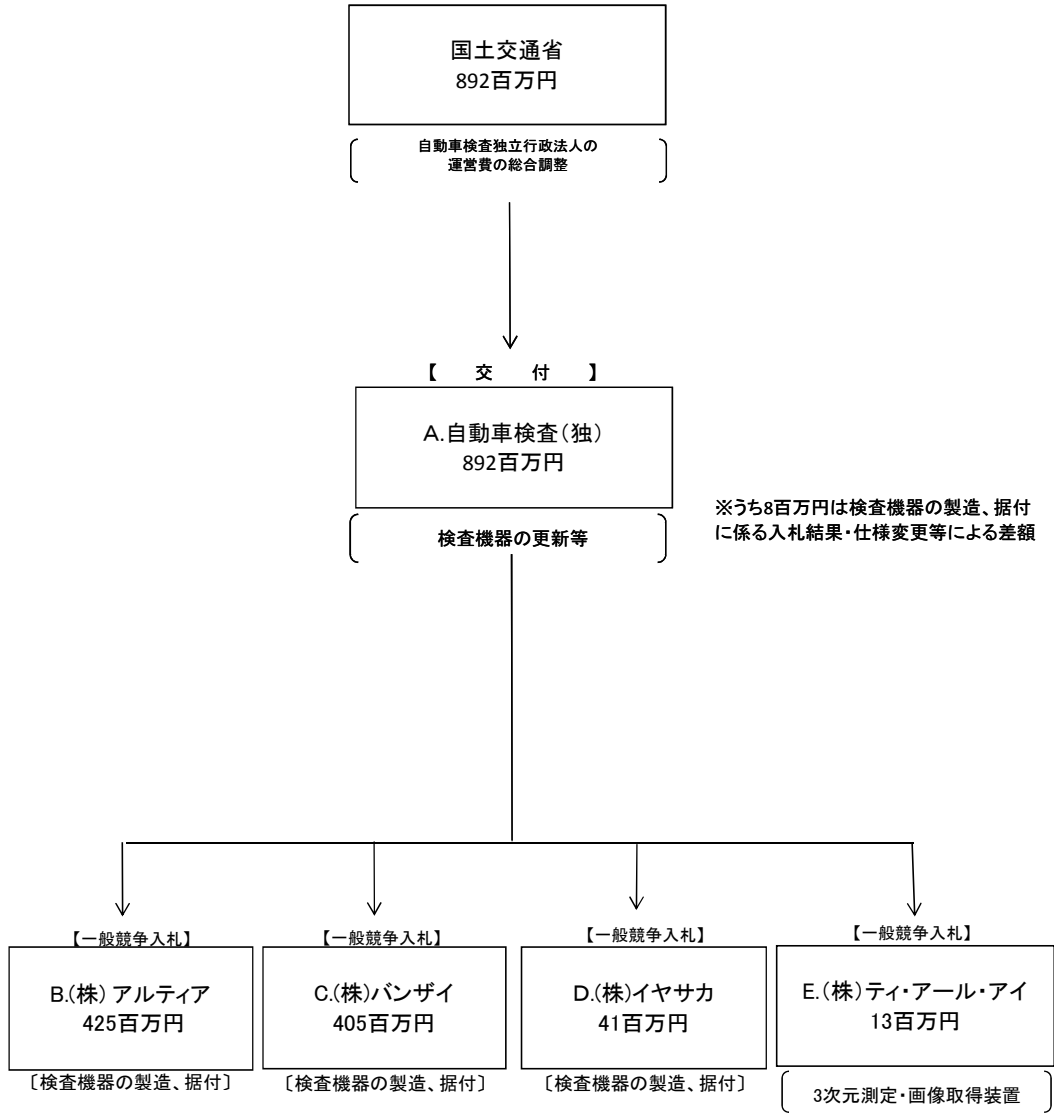 国土交通省
892百万円
自動車検査独立行政法人の
運営費の総合調整
【 交 付 】
A.自動車検査(独)
892百万円
検査機器の更新等
※うち8百万円は検査機器の製造、据付
に係る入札結果・仕様変更等による差額
【一般競争入札】
B.(株) アルティア
425百万円
〔検査機器の製造、据付〕
【一般競争入札】
C.(株)バンザイ
405百万円
〔検査機器の製造、据付〕
【一般競争入札】
D.(株)イヤサカ
41百万円
〔検査機器の製造、据付〕
【一般競争入札】
E.(株)ティ・アール・アイ
13百万円
3次元測定・画像取得装置